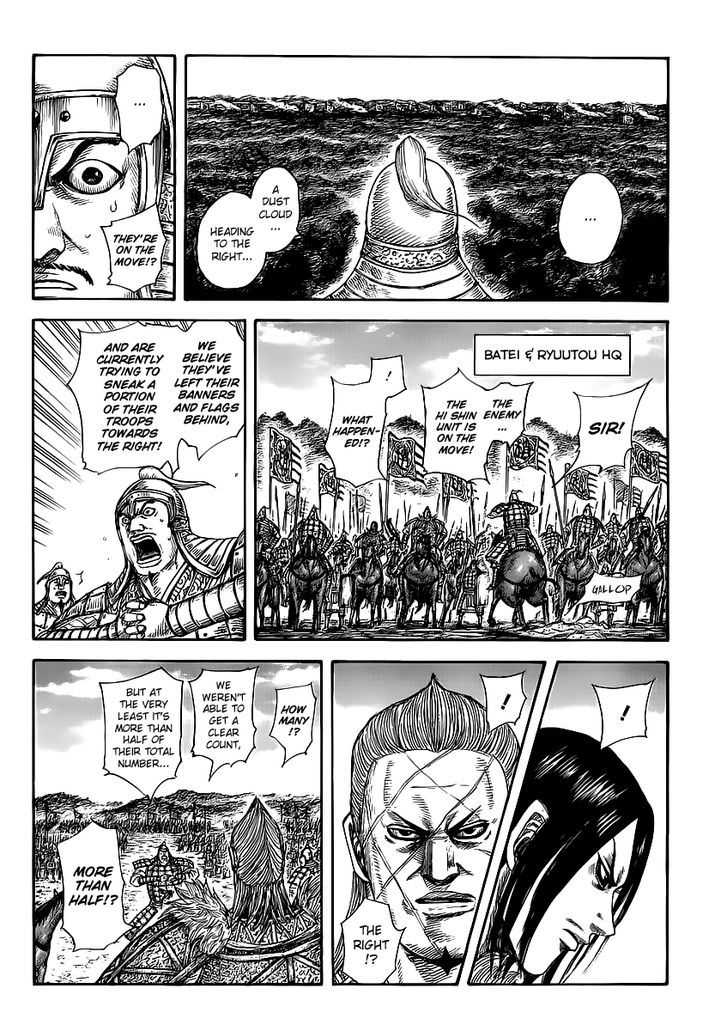 ...
A
DUST
CLOUD
...
HEADING
TO THE
RIGHT...
...
THEY'RE
ON THE
MOVE!?
BATEI & RYUUTOU HQ
SIR!
THE
ENEMY
...
THE
HI SHIN
UNIT IS
ON THE
MOVE!
!
WHAT
HAPPEN-
ED!?
GALLOP
WE
BELIEVE
THEY'VE
LEFT THEIR
BANNERS
AND FLAGS
BEHIND,
AND ARE
CURRENTLY
TRYING TO
SNEAK A
PORTION
OF THEIR
TROOPS
TOWARDS
THE RIGHT!
!
!
!
THE
RIGHT
!?
HOW
MANY
!?
WE
WEREN'T
ABLE TO
GET A
CLEAR
COUNT,
BUT AT
THE VERY
LEAST IT'S
MORE THAN
HALF OF
THEIR TOTAL
NUMBER...
MORE
THAN
HALF!?